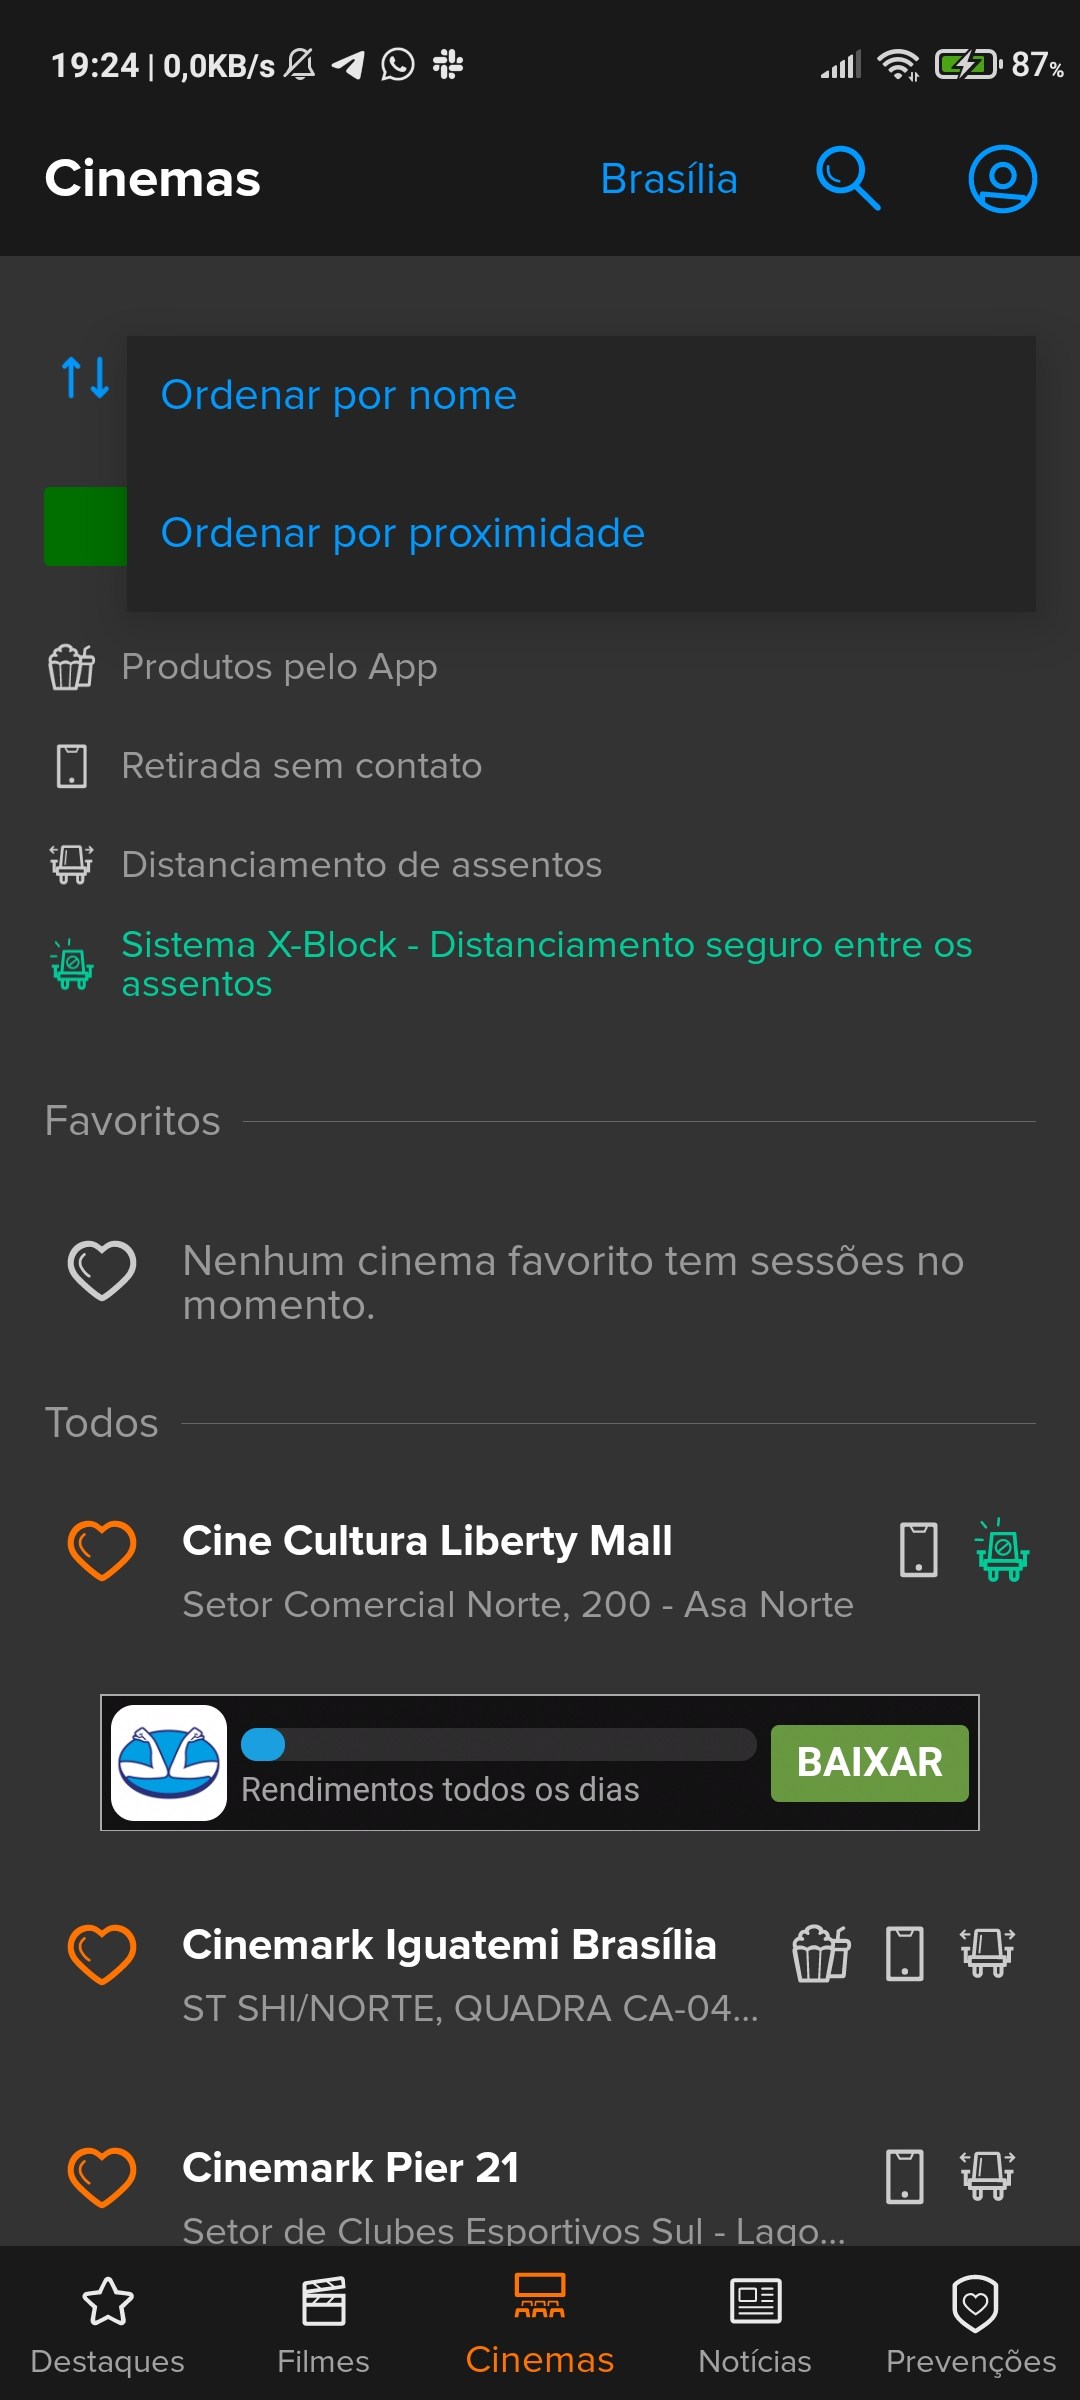 19:24 | 0,0KB/s 87%
Cinemas Brasília
Ordenar por nome
Ordenar por proximidade
Produtos pelo App
Retirada sem contato
Distanciamento de assentos
Sistema X-Block - Distanciamento seguro entre os
assentos
Favoritos
Nenhum cinema favorito tem sessões no
momento.
Todos
Cine Cultura Liberty Mall
Setor Comercial Norte, 200 - Asa Norte
Rendimentos todos os dias
BAIXAR
Cinemark Iguatemi Brasília
ST SHI/NORTE, QUADRA CA-04...
Cinemark Pier 21
Setor de Clubes Esportivos Sul - Lago...
Destaques Filmes Cinemas Notícias Prevenções